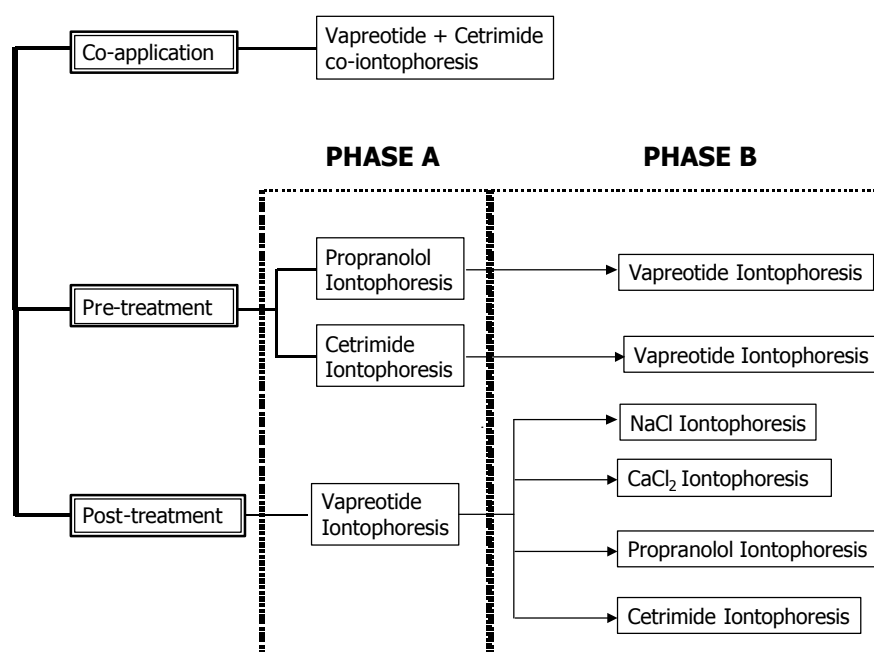 Co-application
Vapreotide + Cetrimide
co-iontophoresis
PHASE A
PHASE B
Pre-treatment
Propranolol
Iontophoresis
Vapreotide Iontophoresis
Cetrimide
Iontophoresis
Vapreotide Iontophoresis
Post-treatment
Vapreotide
Iontophoresis
NaCl Iontophoresis
CaCl₂ Iontophoresis
Propranolol Iontophoresis
Cetrimide Iontophoresis